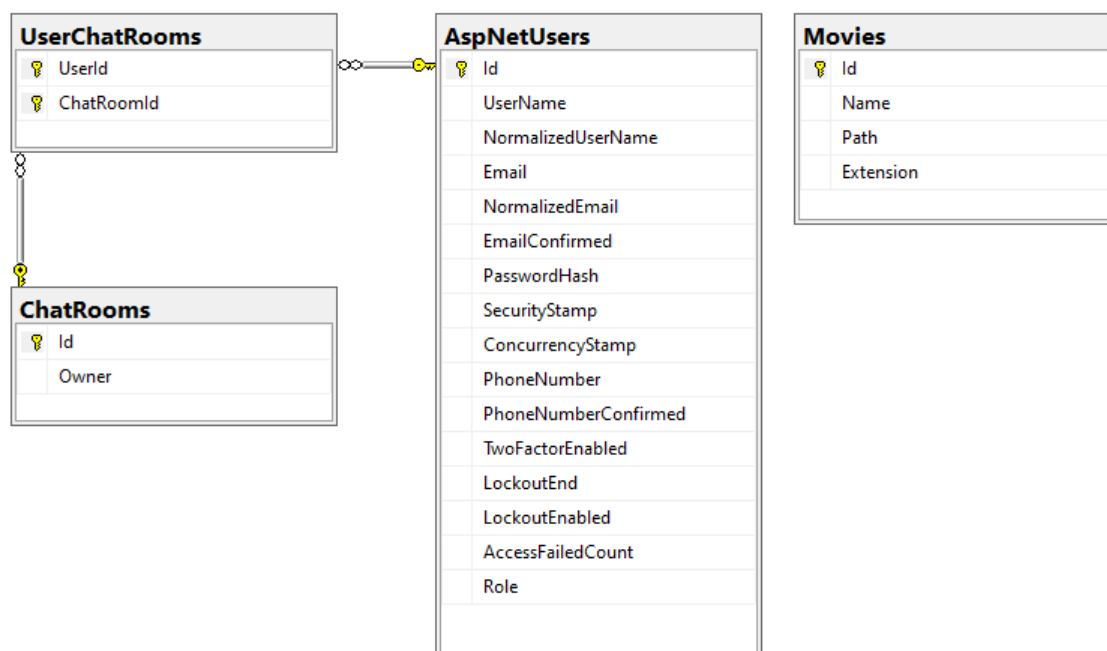 UserChatRooms
UserId
ChatRoomId
ChatRooms
Id
Owner
AspNetUsers
Id
UserName
NormalizedUserName
Email
NormalizedEmail
EmailConfirmed
PasswordHash
SecurityStamp
ConcurrencyStamp
PhoneNumber
PhoneNumberConfirmed
TwoFactorEnabled
LockoutEnd
LockoutEnabled
AccessFailedCount
Role
Movies
Id
Name
Path
Extension